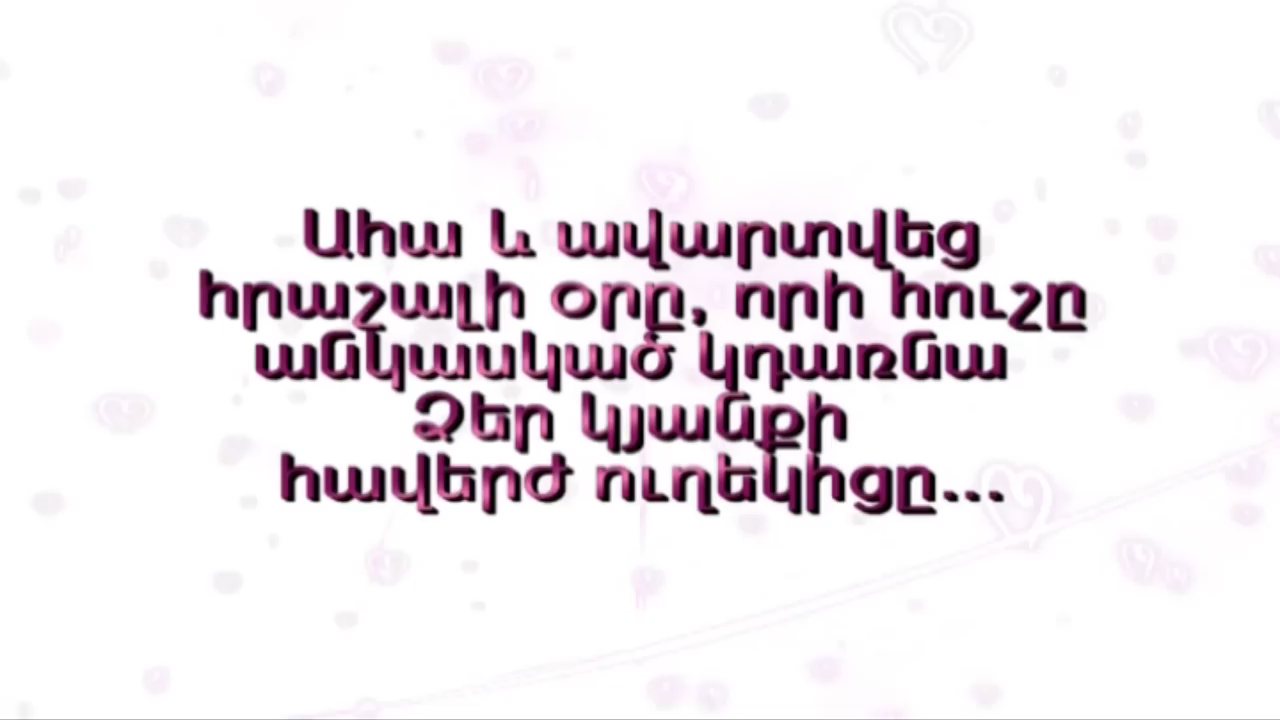 Ահա և ավարտվեց
հրաշալի օրը, որի հուշը
անկասկած կդառնա
Ձեր կյանքի
հավերժ ուղեկիցը...